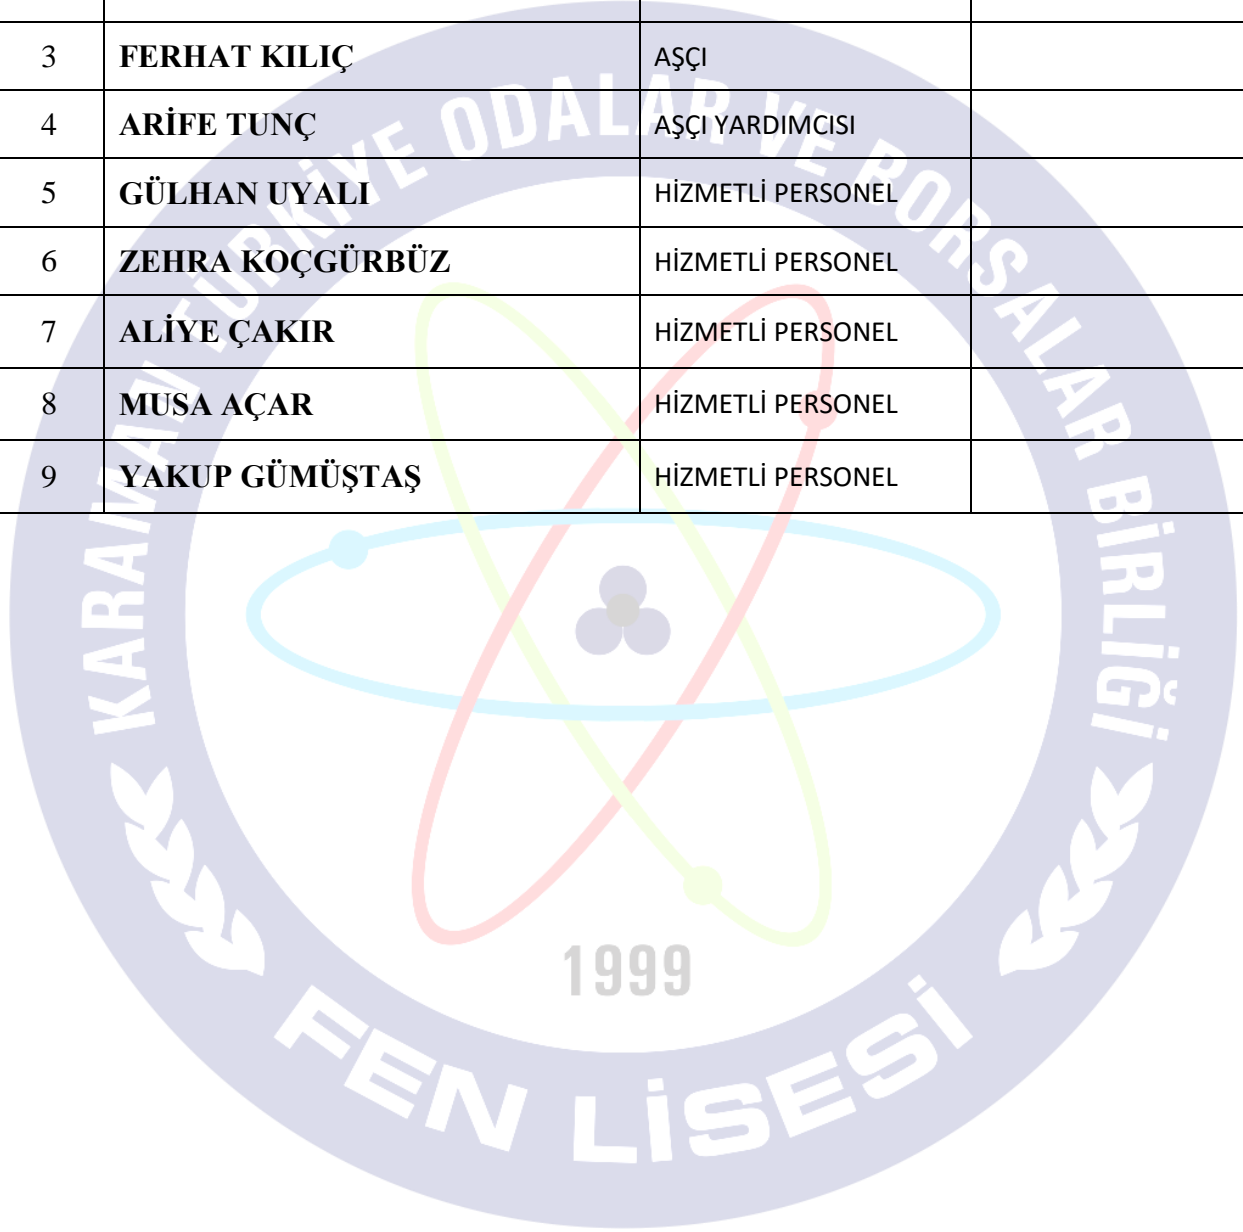 3 FERHAT KILIÇ AŞÇI
4 ARİFE TUNÇ AŞÇI YARDIMCISI
5 GÜLHAN UYALI HİZMETLİ PERSONEL
6 ZEHRA KOÇGÜRBÜZ HİZMETLİ PERSONEL
7 ALİYE ÇAKIR HİZMETLİ PERSONEL
8 MUSA AÇAR HİZMETLİ PERSONEL
9 YAKUP GÜMÜŞTAŞ HİZMETLİ PERSONEL
KARAMAN TÜRKİYE ODALAR VE BORSALAR BİRLİĞİ
1999
FEN LİSESİ